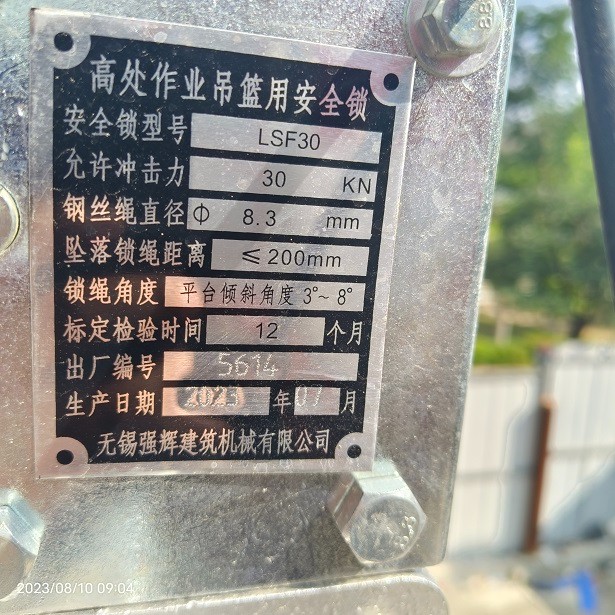 高处作业吊篮用安全锁
安全锁型号 LSF30
允许冲击力 30 KN
钢丝绳直径 Φ 8.3 mm
坠落锁绳距离 ≤200mm
锁绳角度 平台倾斜角度 3°~8°
标定检验时间 12 个月
出厂编号 5614
生产日期 2023 年 07 月
无锡强辉建筑机械有限公司
2023/08/10 09:04